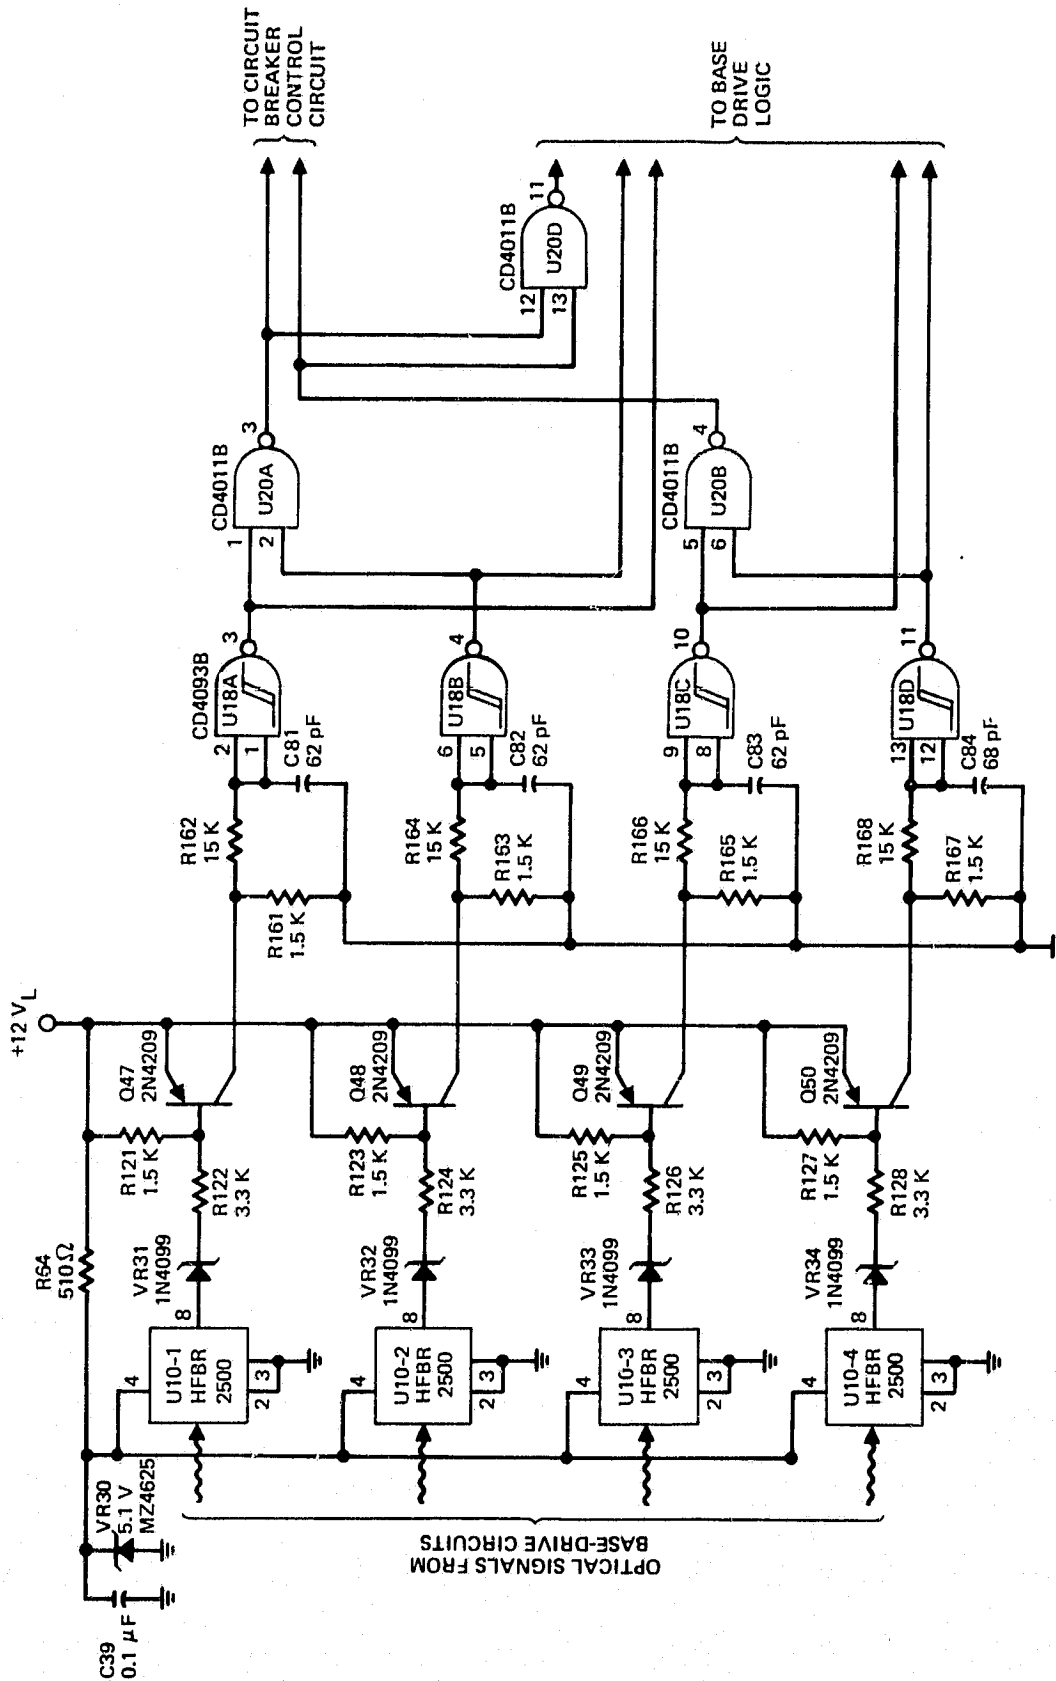 C39
0.1 μF
VR30
5.1 V
MZ4625
R64
510Ω
+12 VL
OPTICAL SIGNALS FROM
BASE-DRIVE CIRCUITS
4
U10-1
HFBR
2500
2
3
8
VR31
1N4099
R122
3.3 K
R121
1.5 K
Q47
2N4209
R161
1.5 K
R162
15 K
C81
62 pF
2
1
CD4093B
U18A
3
4
U10-2
HFBR
2500
2
3
8
VR32
1N4099
R124
3.3 K
R123
1.5 K
Q48
2N4209
R163
1.5 K
R164
15 K
C82
62 pF
6
5
U18B
4
4
U10-3
HFBR
2500
2
3
8
VR33
1N4099
R126
3.3 K
R125
1.5 K
Q49
2N4209
R165
1.5 K
R166
15 K
C83
62 pF
9
8
U18C
10
4
U10-4
HFBR
2500
2
3
8
VR34
1N4099
R128
3.3 K
R127
1.5 K
Q50
2N4209
R167
1.5 K
R168
15 K
C84
68 pF
13
12
U18D
11
1
2
CD4011B
U20A
3
5
6
CD4011B
U20B
4
12
13
CD4011B
U20D
11
TO CIRCUIT
BREAKER
CONTROL
CIRCUIT
TO BASE
DRIVE
LOGIC